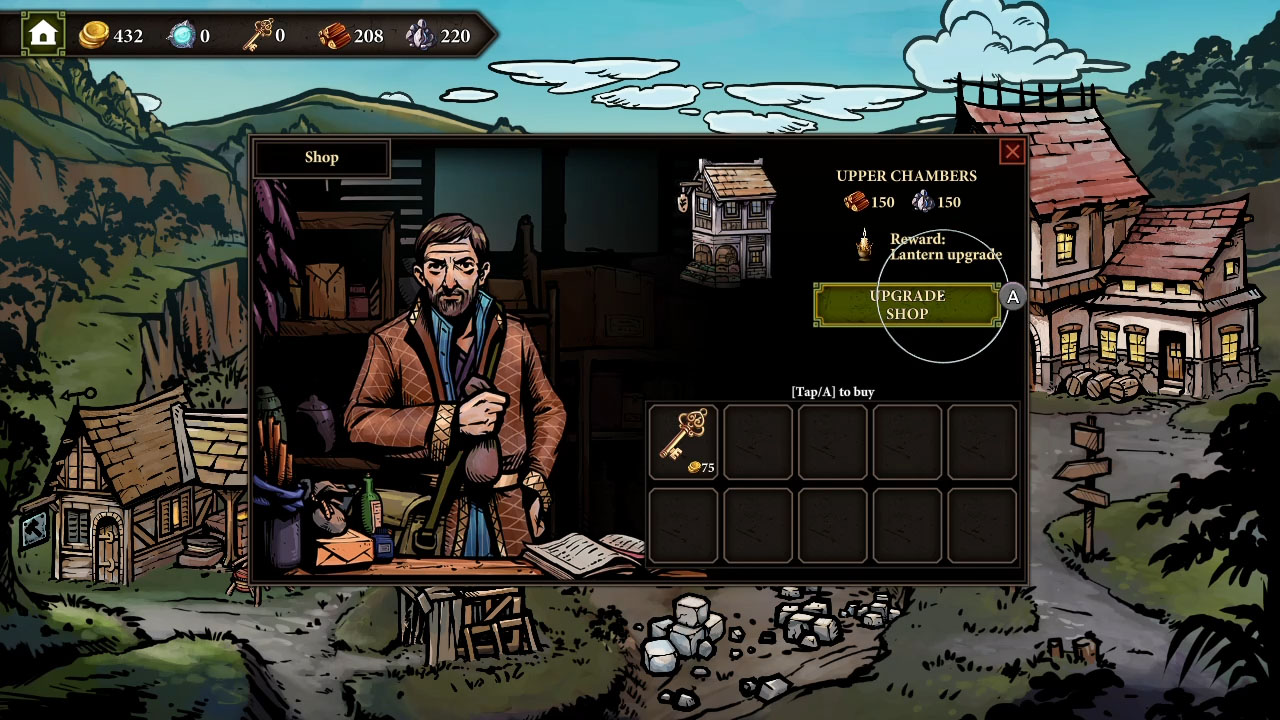 432 0 0 208 220
Shop
UPPER CHAMBERS
150 150
Reward:
Lantern upgrade
UPGRADE
SHOP
A
[Tap/A] to buy
75